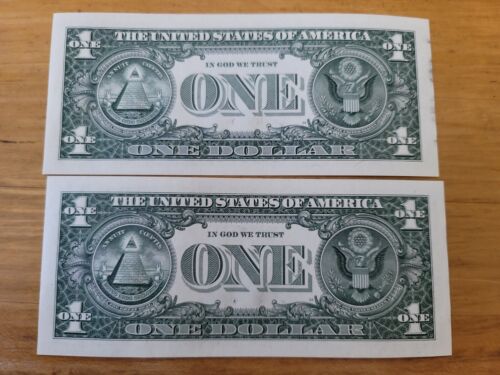 1 THE UNITED STATES OF AMERICA 1
ONE ONE
IN GOD WE TRUST
ANNUIT CŒPTIS
ONE
1 ONE DOLLAR 1
ONE ONE
1 THE UNITED STATES OF AMERICA 1
ONE ONE
IN GOD WE TRUST
ANNUIT CŒPTIS
ONE
1 ONE DOLLAR 1
ONE ONE